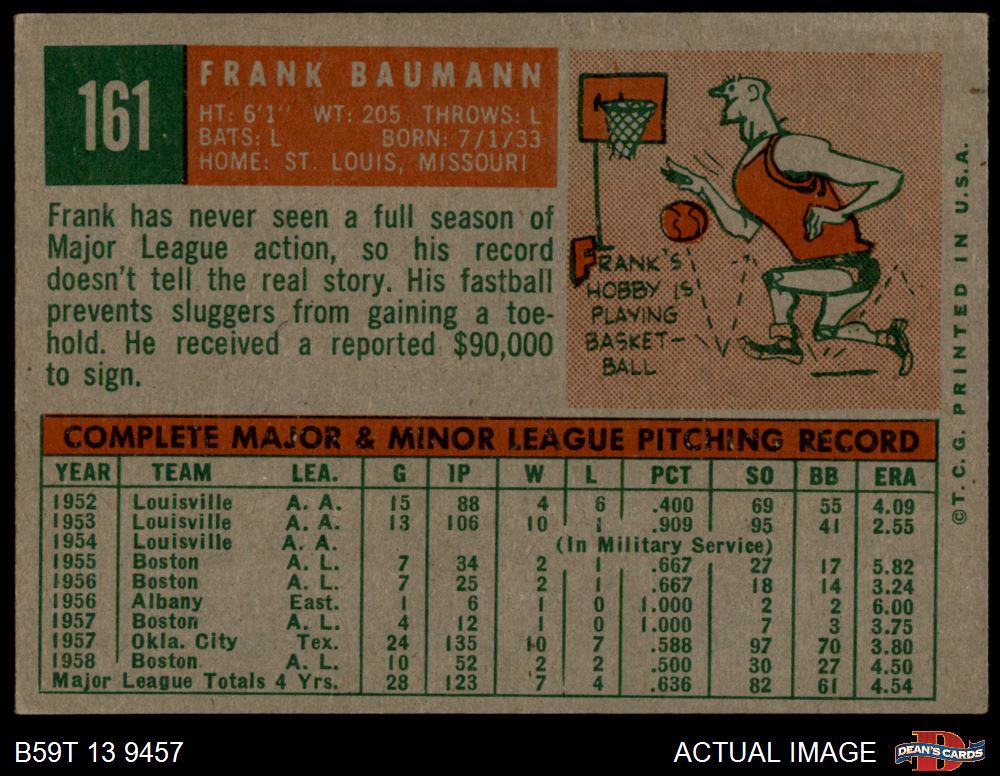 161
FRANK BAUMANN
HT: 6'1" WT: 205 THROWS: L
BATS: L BORN: 7/1/33
HOME: ST. LOUIS, MISSOURI
Frank has never seen a full season of
Major League action, so his record
doesn't tell the real story. His fastball
prevents sluggers from gaining a toe-
hold. He received a reported $90,000
to sign.
FRANK'S
HOBBY IS
PLAYING
BASKET-
BALL
COMPLETE MAJOR & MINOR LEAGUE PITCHING RECORD
YEAR TEAM LEA. G IP W L PCT SO BB ERA
1952 Louisville A. A. 15 88 4 6 .400 69 55 4.09
1953 Louisville A. A. 13 106 10 1 .909 95 41 2.55
1954 Louisville A. A. (In Military Service)
1955 Boston A. L. 7 34 2 1 .667 27 17 5.82
1956 Boston A. L. 7 25 2 1 .667 18 14 3.24
1956 Albany East. 1 6 1 0 1.000 2 2 6.00
1957 Boston A. L. 4 12 1 0 1.000 7 3 3.75
1957 Okla. City Tex. 24 135 10 7 .588 97 70 3.80
1958 Boston A. L. 10 52 2 2 .500 30 27 4.50
Major League Totals 4 Yrs. 28 123 7 4 .636 82 61 4.54
©T. C. G. PRINTED IN U. S. A.
B59T 13 9457
ACTUAL IMAGE
DEAN'S CARDS